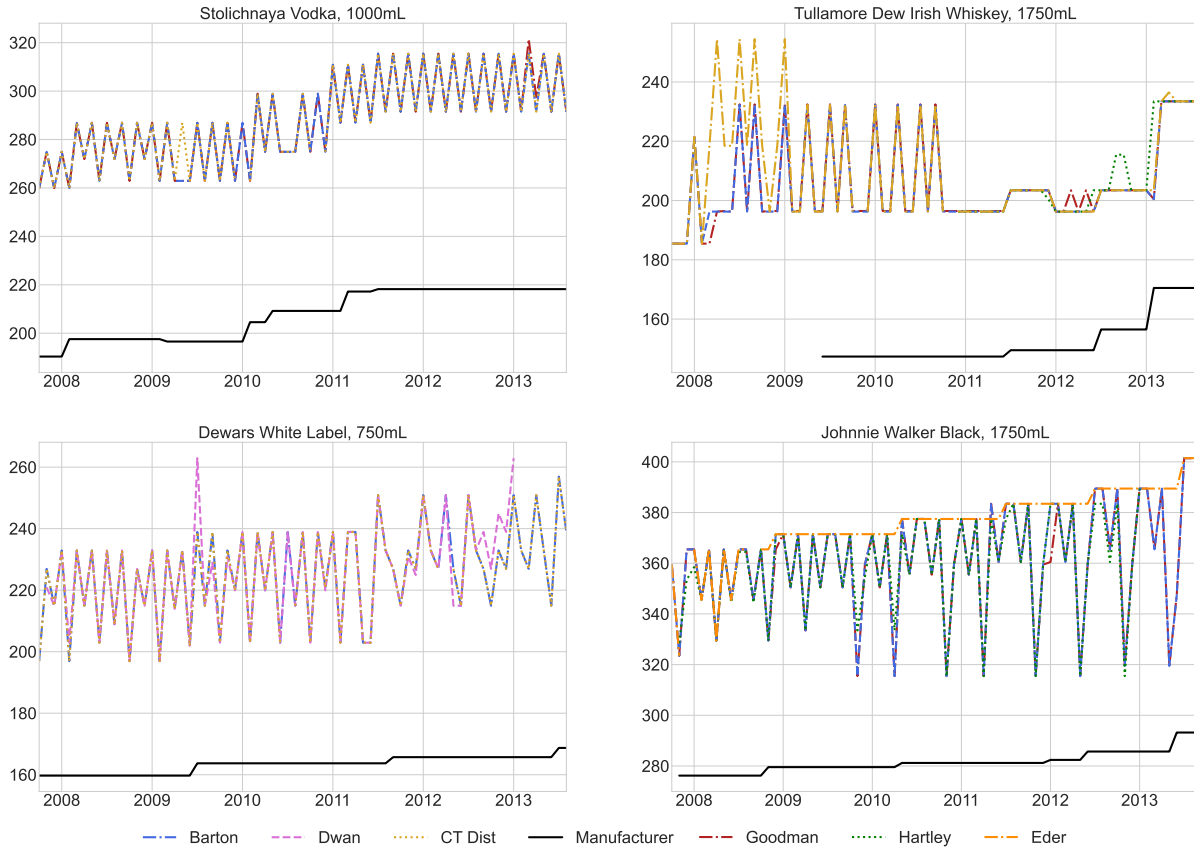 Stolichnaya Vodka, 1000mL
320
300
280
260
240
220
200
2008 2009 2010 2011 2012 2013
Tullamore Dew Irish Whiskey, 1750mL
240
220
200
180
160
2008 2009 2010 2011 2012 2013
Dewars White Label, 750mL
260
240
220
200
180
160
2008 2009 2010 2011 2012 2013
Johnnie Walker Black, 1750mL
400
380
360
340
320
300
280
2008 2009 2010 2011 2012 2013
Barton Dwan CT Dist Manufacturer Goodman Hartley Eder